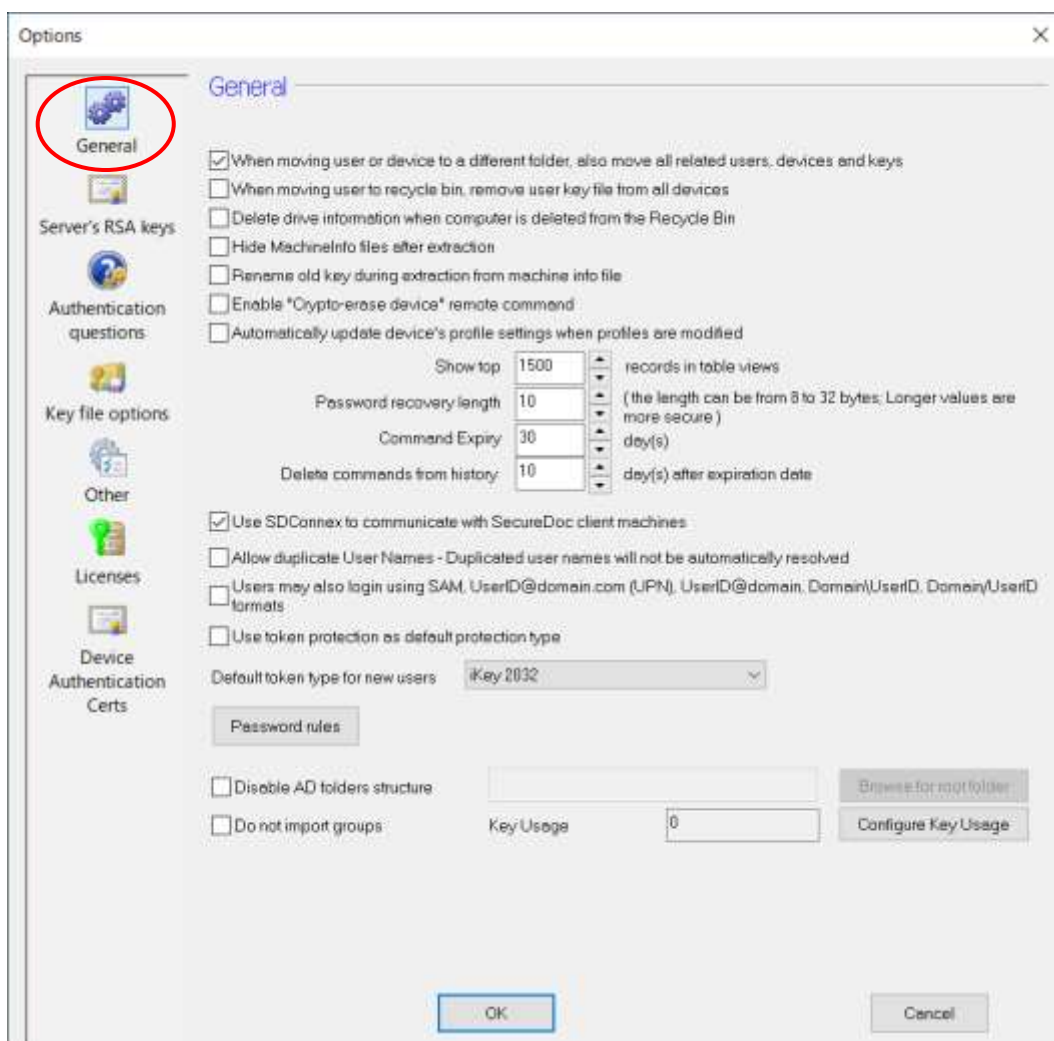 Options
General
General
Server's RSA keys
Authentication
questions
Key file options
Other
Licenses
Device
Authentication
Certs
When moving user or device to a different folder, also move all related users, devices and keys
When moving user to recycle bin, remove user key file from all devices
Delete drive information when computer is deleted from the Recycle Bin
Hide MachineInfo files after extraction
Rename old key during extraction from machine into file
Enable "Crypto-erase device" remote command
Automatically update device's profile settings when profiles are modified
Show top 1500 records in table views
Password recovery length 10 (the length can be from 8 to 32 bytes; Longer values are
more secure)
Command Expiry 30 day(s)
Delete commands from history: 10 day(s) after expiration date
Use SDConnex to communicate with SecureDoc client machines
Allow duplicate User Names - Duplicated user names will not be automatically resolved
Users may also login using SAM, UserID@domain.com (UPN), UserID@domain, Domain\UserID, Domain/UserID
formats
Use token protection as default protection type
Default token type for new users iKey 2032
Password rules
Disable AD folders structure Browse for root folder
Do not import groups Key Usage 0 Configure Key Usage
OK Cancel